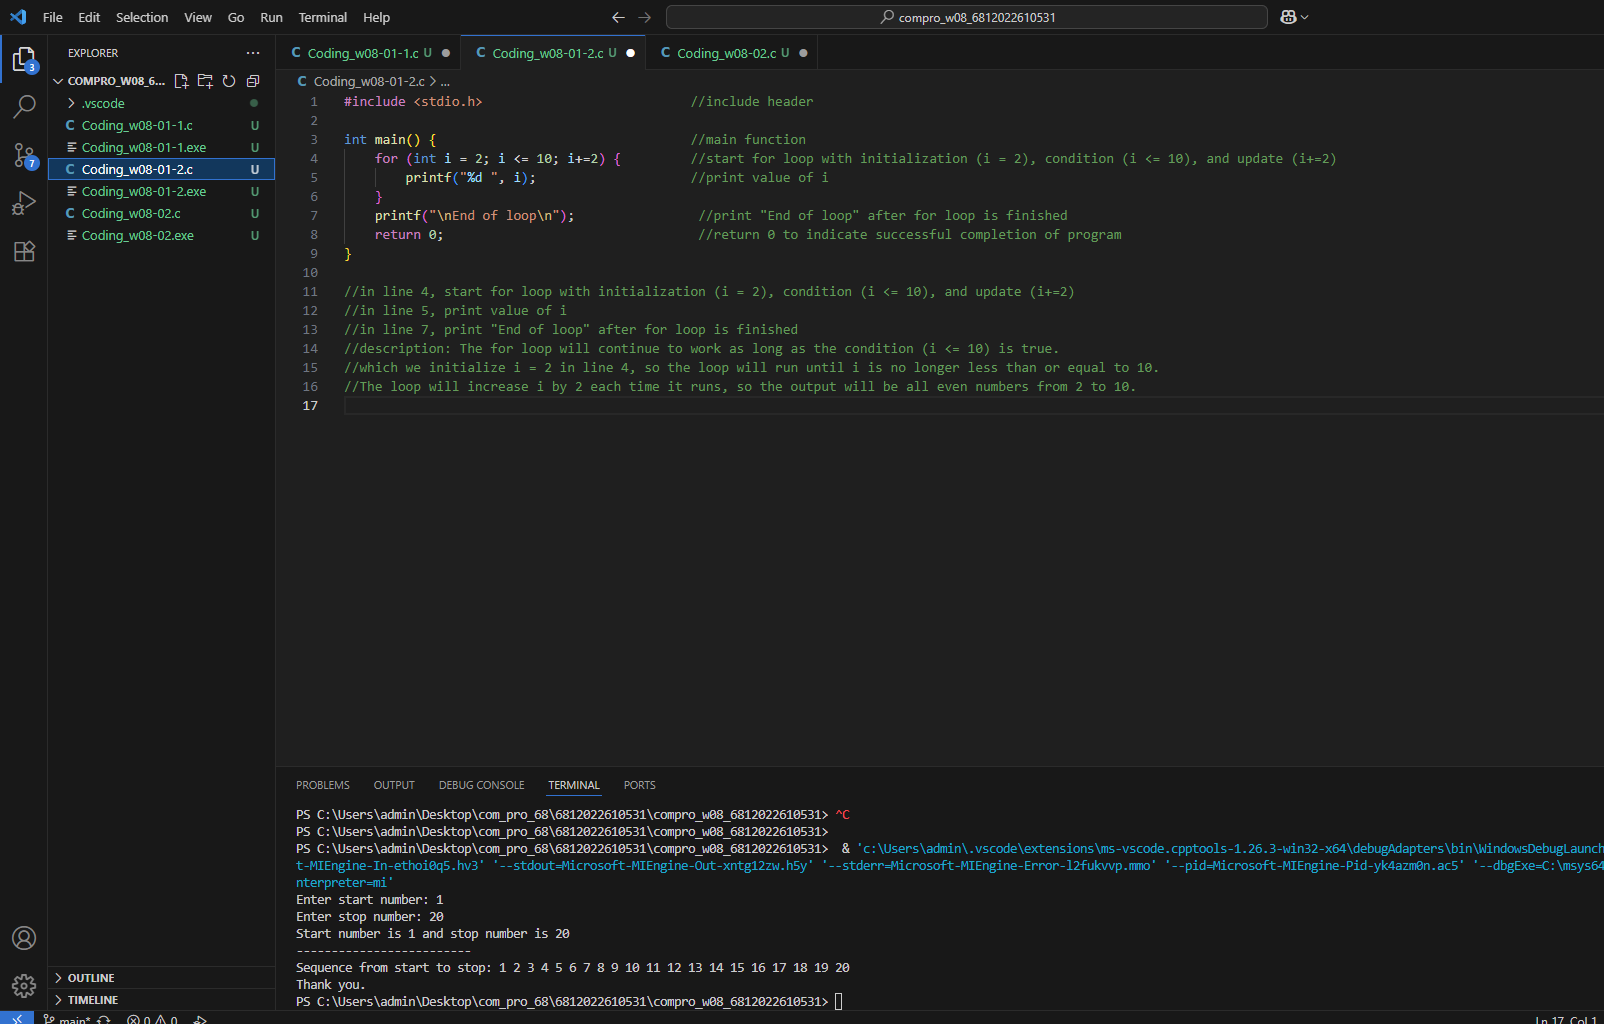 File Edit Selection View Go Run Terminal Help
compro_w08_6812022610531
EXPLORER
COMPRO_W08_6...
.vscode
Coding_w08-01-1.c U
Coding_w08-01-1.exe U
Coding_w08-01-2.c U
Coding_w08-01-2.exe U
Coding_w08-02.c U
Coding_w08-02.exe U
3
7
OUTLINE
TIMELINE
C Coding_w08-01-1.c U C Coding_w08-01-2.c U C Coding_w08-02.c U
C Coding_w08-01-2.c > ...
1 #include <stdio.h> //include header
2
3 int main() { //main function
4 for (int i = 2; i <= 10; i+=2) { //start for loop with initialization (i = 2), condition (i <= 10), and update (i+=2)
5 printf("%d ", i); //print value of i
6 }
7 printf("\nEnd of loop\n"); //print "End of loop" after for loop is finished
8 return 0; //return 0 to indicate successful completion of program
9 }
10
11 //in line 4, start for loop with initialization (i = 2), condition (i <= 10), and update (i+=2)
12 //in line 5, print value of i
13 //in line 7, print "End of loop" after for loop is finished
14 //description: The for loop will continue to work as long as the condition (i <= 10) is true.
15 //which we initialize i = 2 in line 4, so the loop will run until i is no longer less than or equal to 10.
16 //The loop will increase i by 2 each time it runs, so the output will be all even numbers from 2 to 10.
17
PROBLEMS OUTPUT DEBUG CONSOLE TERMINAL PORTS
PS C:\Users\admin\Desktop\com_pro_68\6812022610531\compro_w08_6812022610531> ^C
PS C:\Users\admin\Desktop\com_pro_68\6812022610531\compro_w08_6812022610531>
PS C:\Users\admin\Desktop\com_pro_68\6812022610531\compro_w08_6812022610531> & 'c:\Users\admin\.vscode\extensions\ms-vscode.cpptools-1.26.3-win32-x64\debugAdapters\bin\WindowsDebugLaunch
t-MIEngine-In-ethoi0q5.hv3' '--stdout=Microsoft-MIEngine-Out-xntg12zw.h5y' '--stderr=Microsoft-MIEngine-Error-l2fukvvp.mmo' '--pid=Microsoft-MIEngine-Pid-yk4azm0n.ac5' '--dbgExe=C:\msys64
nterpreter=mi'
Enter start number: 1
Enter stop number: 20
Start number is 1 and stop number is 20
-------------------------
Sequence from start to stop: 1 2 3 4 5 6 7 8 9 10 11 12 13 14 15 16 17 18 19 20
Thank you.
PS C:\Users\admin\Desktop\com_pro_68\6812022610531\compro_w08_6812022610531>
main* 0 0 Ln 17, Col 1